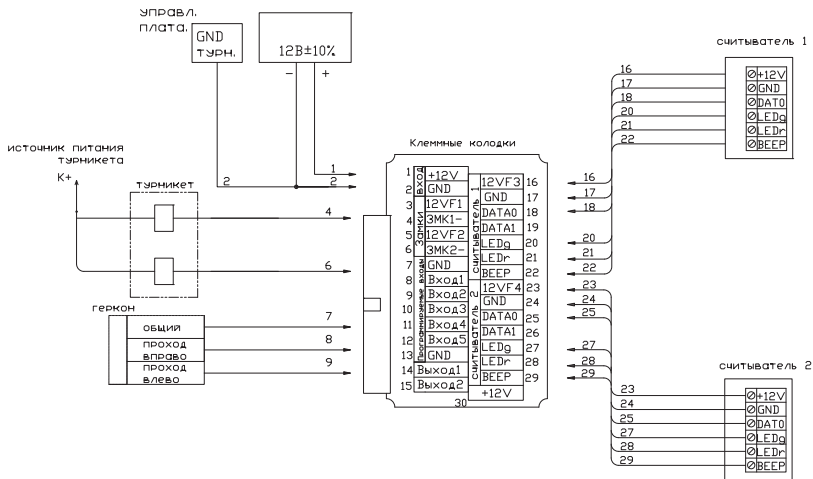 УПРАВЛ.
ПЛАТА.
GND
ТУРН.
12В±10%
-
+
считыватель 1
16
17
18
20
21
22
+12V
GND
DAT0
LEDg
LEDr
BEEP
источник питания
турникета
К+
турникет
4
6
1
2
2
геркон
общий
проход
вправо
проход
влево
7
8
9
Клеммные колодки
вход
Замки
Программируемые входы
1 +12V
2 GND
3 12VF1
4 ЗМК1-
5 12VF2
6 ЗМК2-
7 GND
8 Вход1
9 Вход2
10 Вход3
11 Вход4
12 Вход5
13 GND
14 Выход1
15 Выход2
считыватель 1
считыватель 2
12VF3 16
GND 17
DATA0 18
DATA1 19
LEDg 20
LEDr 21
BEEP 22
12VF4 23
GND 24
DATA0 25
DATA1 26
LEDg 27
LEDr 28
BEEP 29
+12V
30
16
17
18
20
21
22
23
24
25
27
28
29
считыватель 2
23
24
25
27
28
29
+12V
GND
DAT0
LEDg
LEDr
BEEP